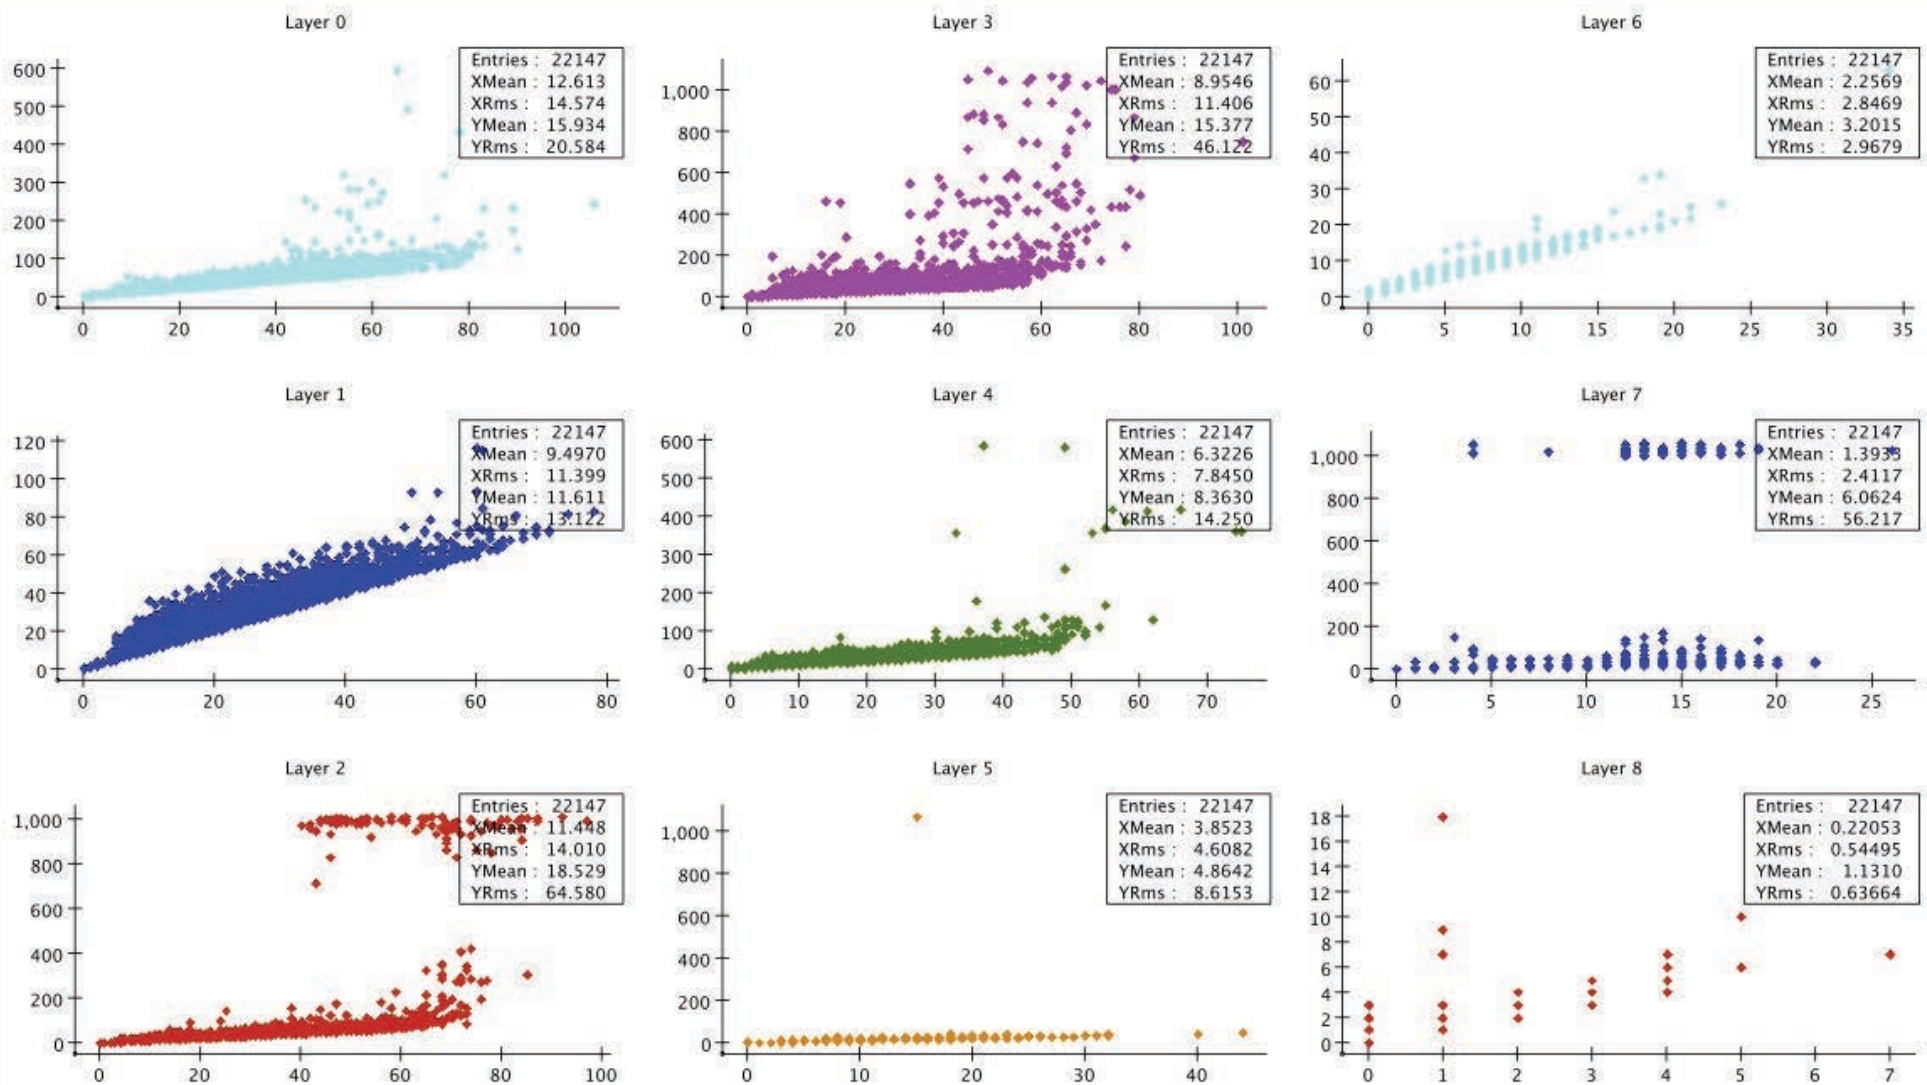 Layer 0
Entries : 22147
XMean : 12.613
XRms : 14.574
YMean : 15.934
YRms : 20.584
600
500
400
300
200
100
0
0 20 40 60 80 100
Layer 3
Entries : 22147
XMean : 8.9546
XRms : 11.406
YMean : 15.377
YRms : 46.122
1,000
800
600
400
200
0
0 20 40 60 80 100
Layer 6
Entries : 22147
XMean : 2.2569
XRms : 2.8469
YMean : 3.2015
YRms : 2.9679
60
50
40
30
20
10
0
0 5 10 15 20 25 30 35
Layer 1
Entries : 22147
XMean : 9.4970
XRms : 11.399
YMean : 11.611
YRms : 13.122
120
100
80
60
40
20
0
0 20 40 60 80
Layer 4
Entries : 22147
XMean : 6.3226
XRms : 7.8450
YMean : 8.3630
YRms : 14.250
600
500
400
300
200
100
0
0 10 20 30 40 50 60 70
Layer 7
Entries : 22147
XMean : 1.3933
XRms : 2.4117
YMean : 6.0624
YRms : 56.217
1,000
800
600
400
200
0
0 5 10 15 20 25
Layer 2
Entries : 22147
XMean : 11.448
XRms : 14.010
YMean : 18.529
YRms : 64.580
1,000
800
600
400
200
0
0 20 40 60 80 100
Layer 5
Entries : 22147
XMean : 3.8523
XRms : 4.6082
YMean : 4.8642
YRms : 8.6153
1,000
800
600
400
200
0
0 10 20 30 40
Layer 8
Entries : 22147
XMean : 0.22053
XRms : 0.54495
YMean : 1.1310
YRms : 0.63664
18
16
14
12
10
8
6
4
2
0
0 1 2 3 4 5 6 7